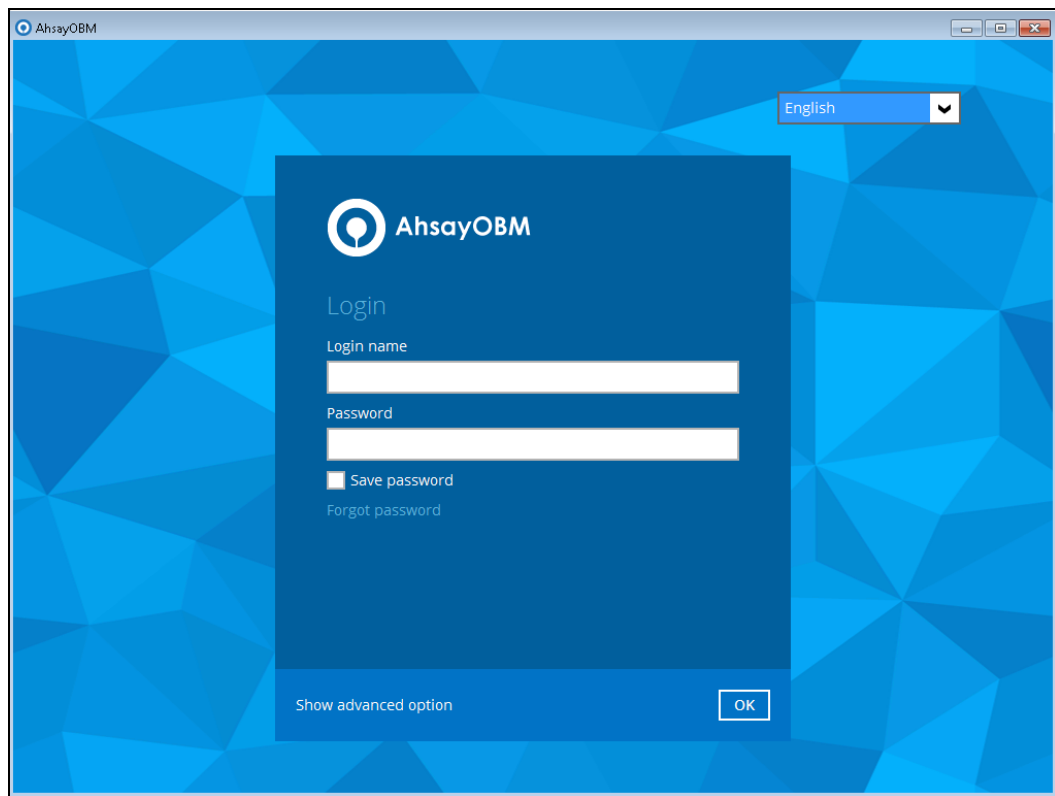 AhsayOBM
English
AhsayOBM
Login
Login name
Password
Save password
Forgot password
Show advanced option
OK